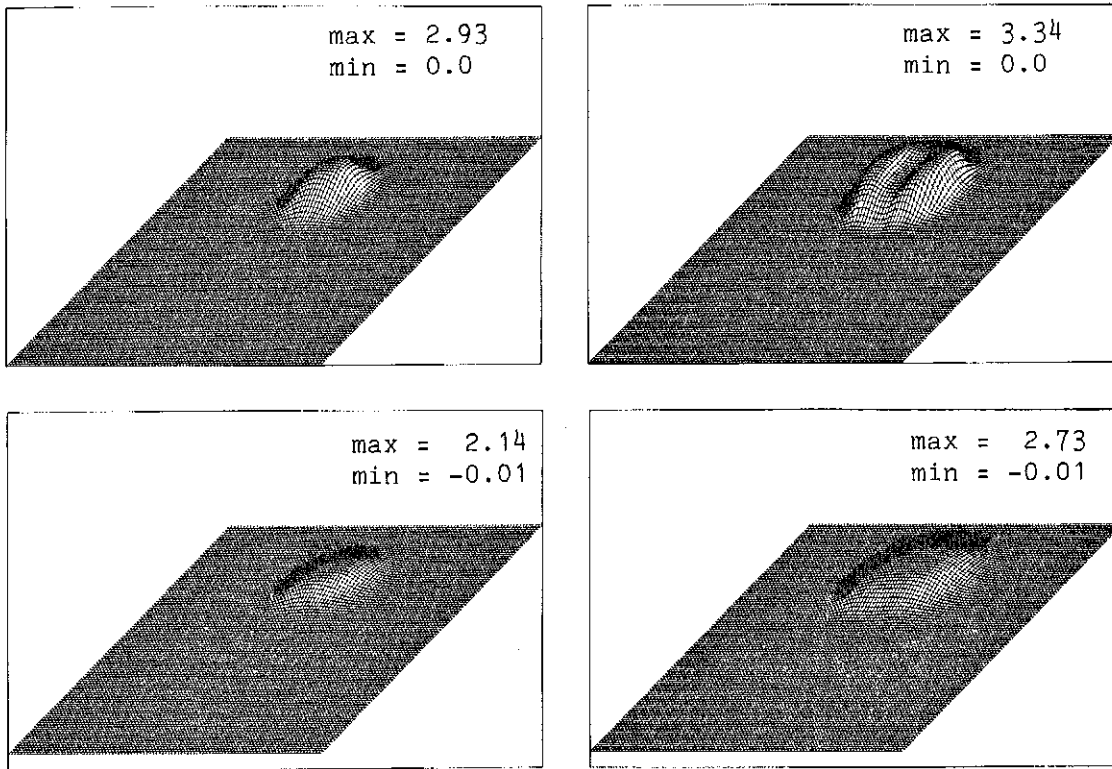 max = 2.93
min = 0.0
max = 3.34
min = 0.0
max = 2.14
min = -0.01
max = 2.73
min = -0.01